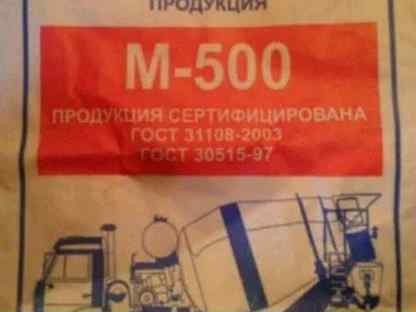 ПРОДУКЦИЯ
М-500
ПРОДУКЦИЯ СЕРТИФИЦИРОВАНА
ГОСТ 31108-2003
ГОСТ 30515-97